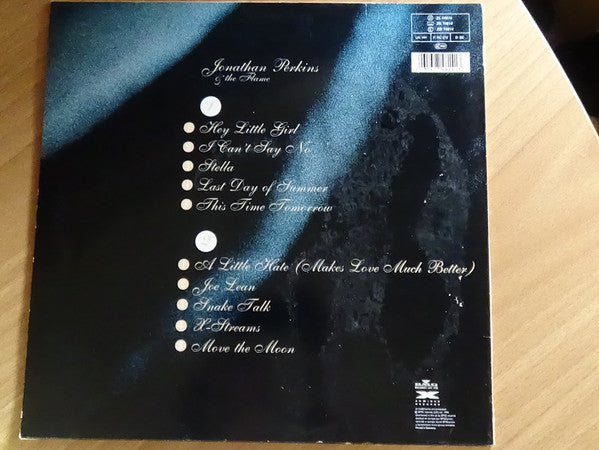 Jonathan Perkins
& the Flame
1
Hey Little Girl
I Can't Say No
Stella
Last Day of Summer
This Time Tomorrow
2
A Little Hate (Makes Love Much Better)
Joe Lean
Snake Talk
X-Streams
Move the Moon
BMG
X